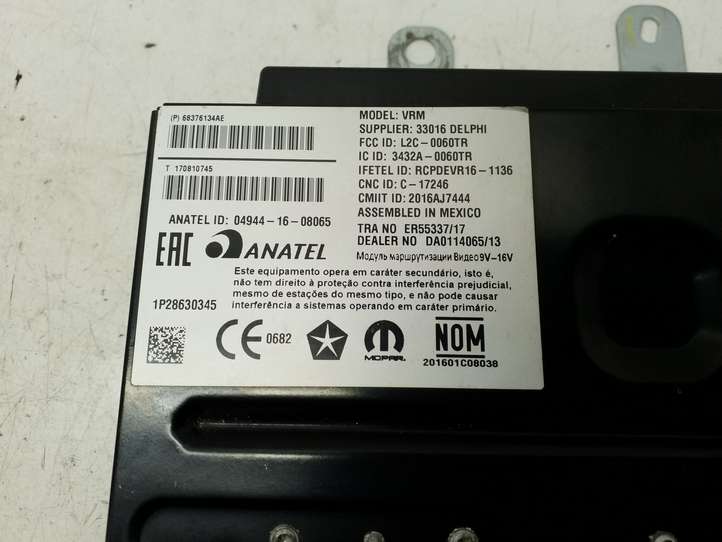 (P) 68376134AE
T 170810745
MODEL: VRM
SUPPLIER: 33016 DELPHI
FCC ID: L2C-0060TR
IC ID: 3432A-0060TR
IFETEL ID: RCPDEVR16-1136
CNC ID: C-17246
CMIIT ID: 2016AJ7444
ASSEMBLED IN MEXICO
TRA NO ER55337/17
DEALER NO DA0114065/13
ANATEL ID: 04944-16-08065
EAC ANATEL
Модуль маршрутизации Видео 9V-16V
Este equipamento opera em caráter secundário, isto é,
não tem direito à proteção contra interferência prejudicial,
mesmo de estações do mesmo tipo, e não pode causar
interferência a sistemas operando em caráter primário.
1P28630345
CE 0682
MOPAR.
NOM
201601C08038